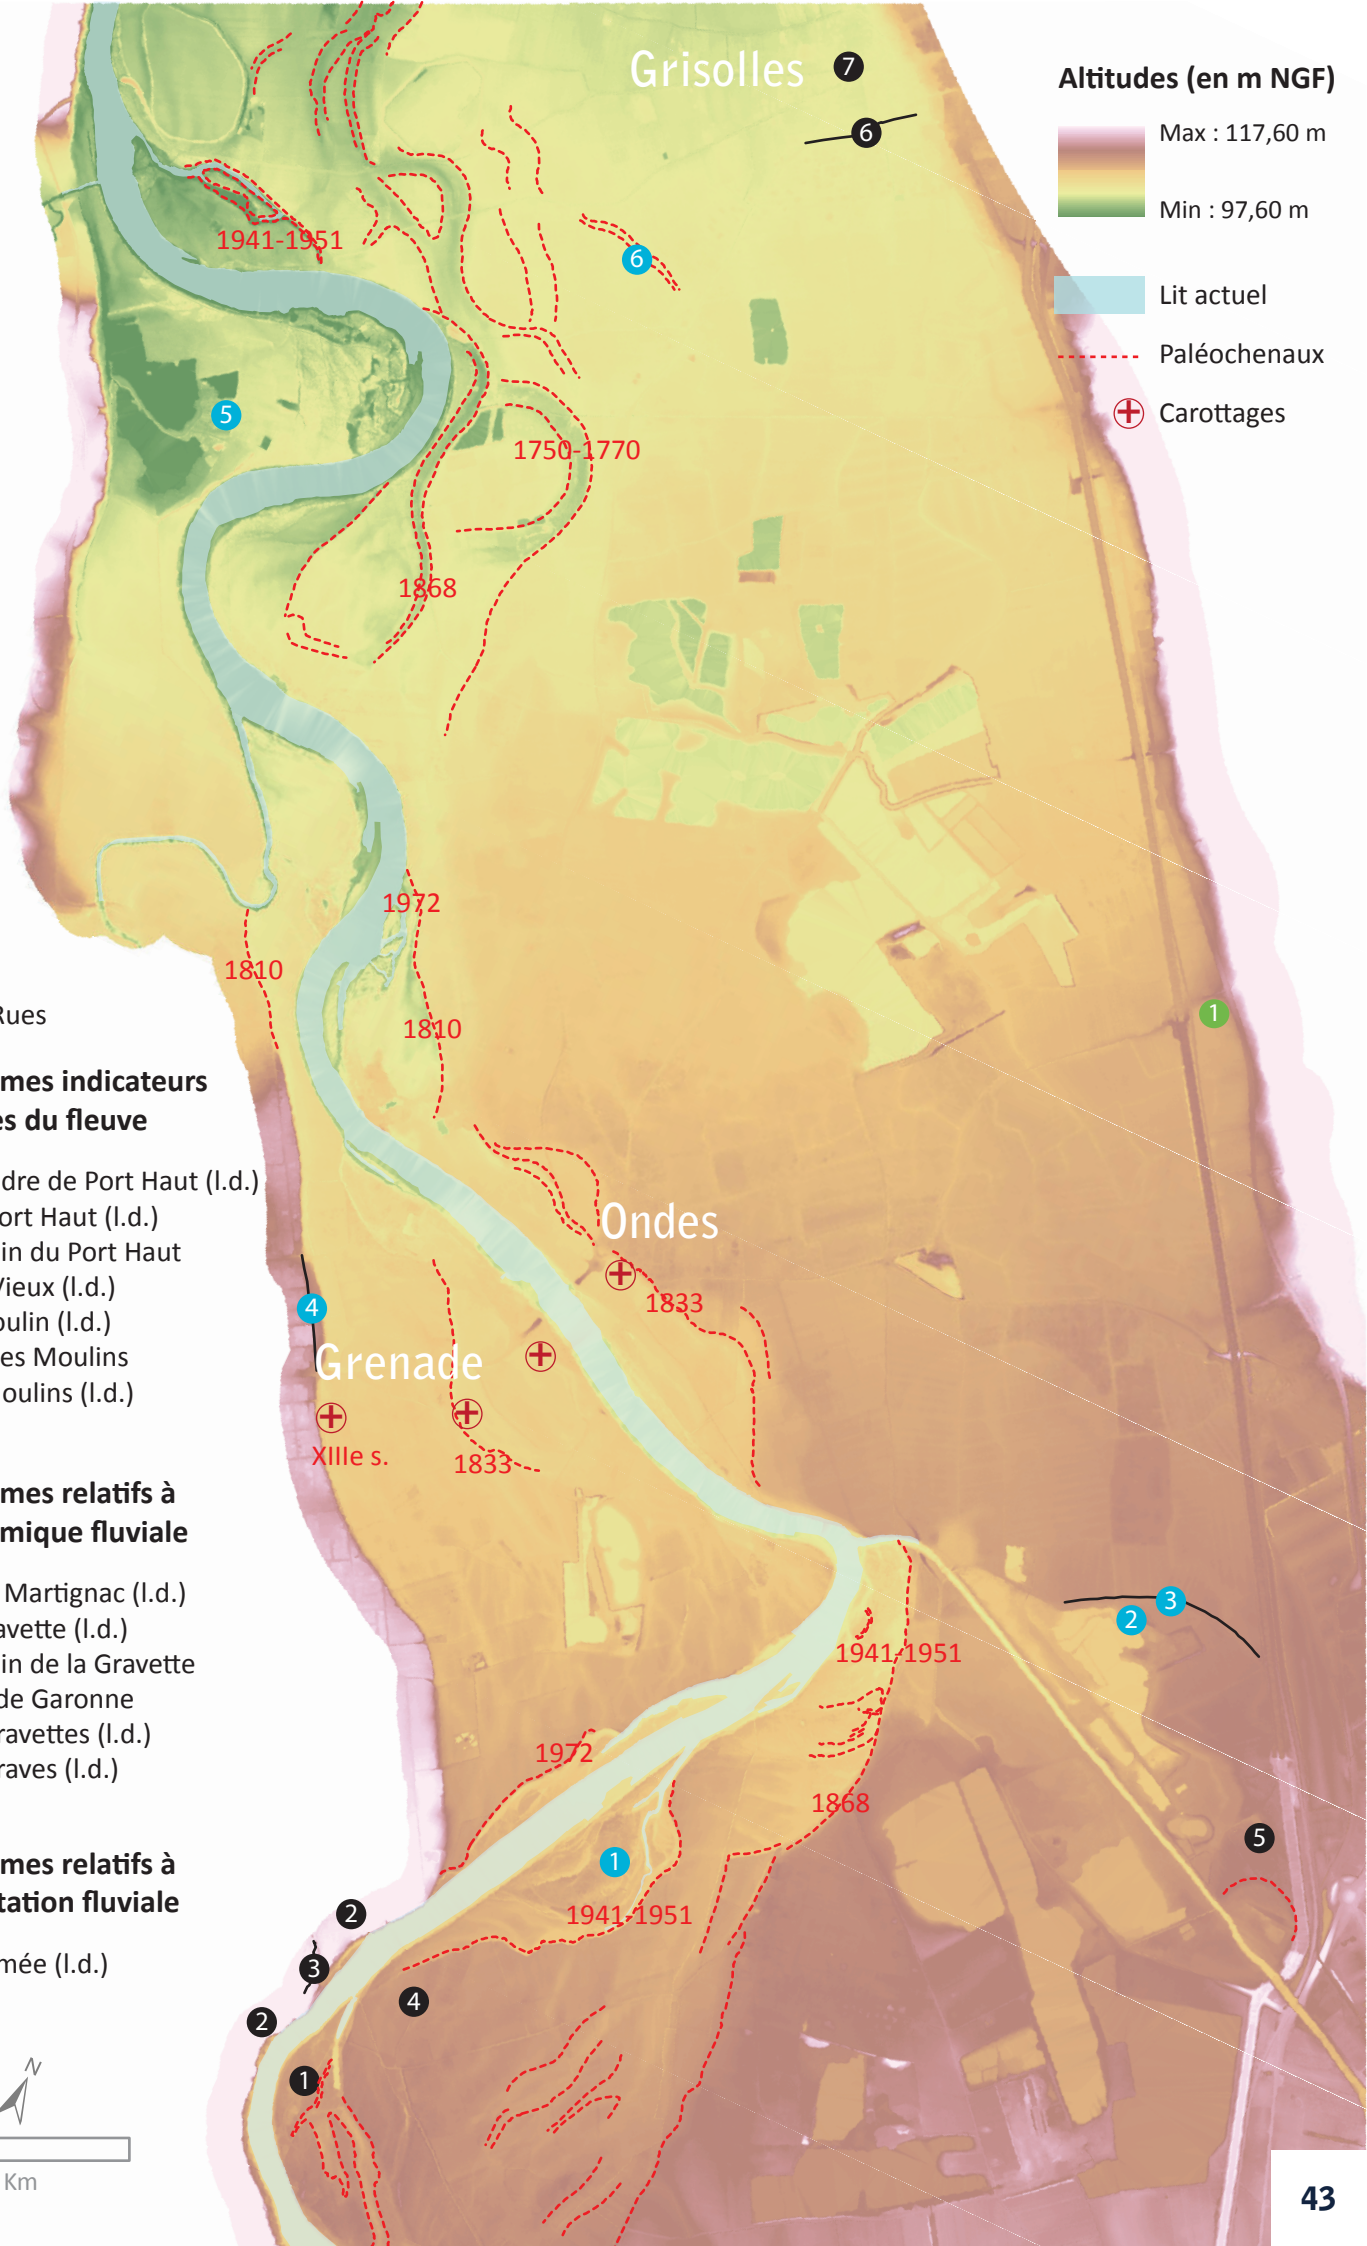 Grisolles
7
6
Altitudes (en m NGF)
Max : 117,60 m
Min : 97,60 m
Lit actuel
Paléochenaux
Carottages
1941-1951
6
5
1750-1770
1868
1972
1810
1810
1
Rues
mes indicateurs
es du fleuve
dre de Port Haut (l.d.)
ort Haut (l.d.)
in du Port Haut
Vieux (l.d.)
oulin (l.d.)
es Moulins
oulins (l.d.)
Ondes
1833
4
Grenade
XIIIe s.
1833
mes relatifs à
mique fluviale
Martignac (l.d.)
avette (l.d.)
in de la Gravette
de Garonne
ravettes (l.d.)
raves (l.d.)
3
2
1941-1951
1972
1868
5
1
1941-1951
mes relatifs à
tation fluviale
mée (l.d.)
2
3
4
2
1
N
Km
43